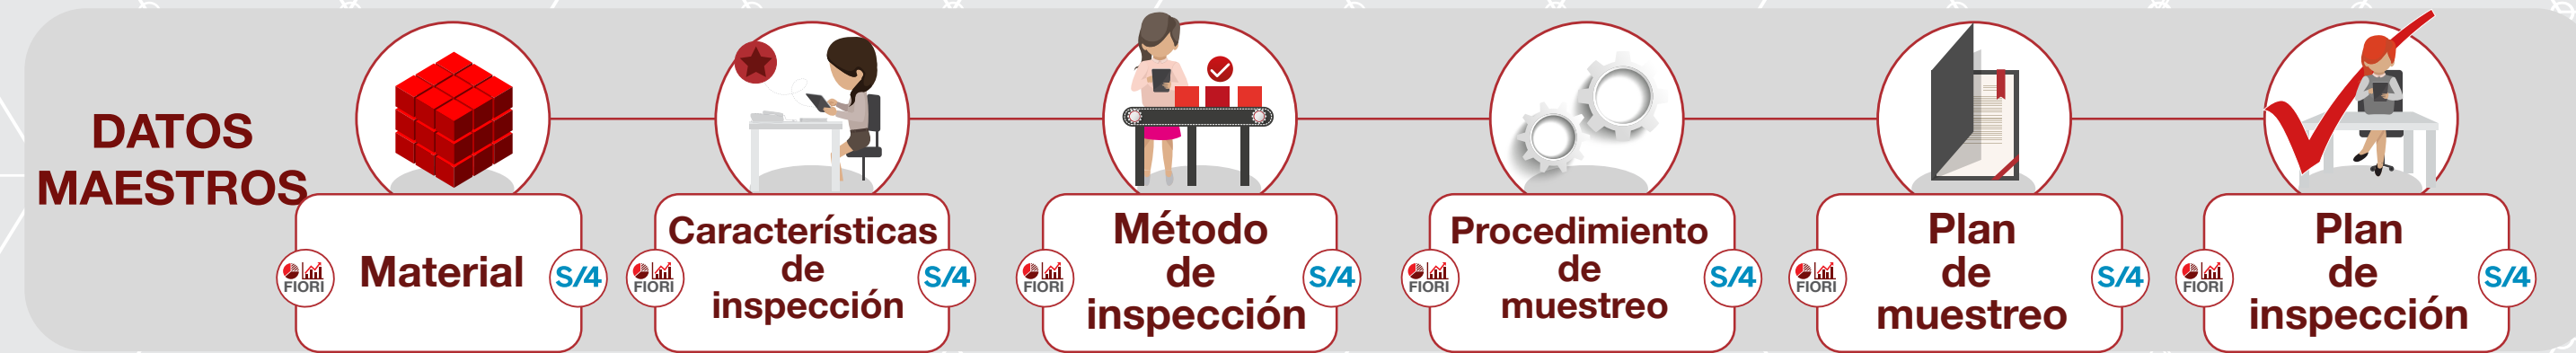 DATOS
MAESTROS
FIORI
Material
S/4
FIORI
Características
de
inspección
S/4
FIORI
Método
de
inspección
S/4
FIORI
Procedimiento
de
muestreo
S/4
FIORI
Plan
de
muestreo
S/4
FIORI
Plan
de
inspección
S/4